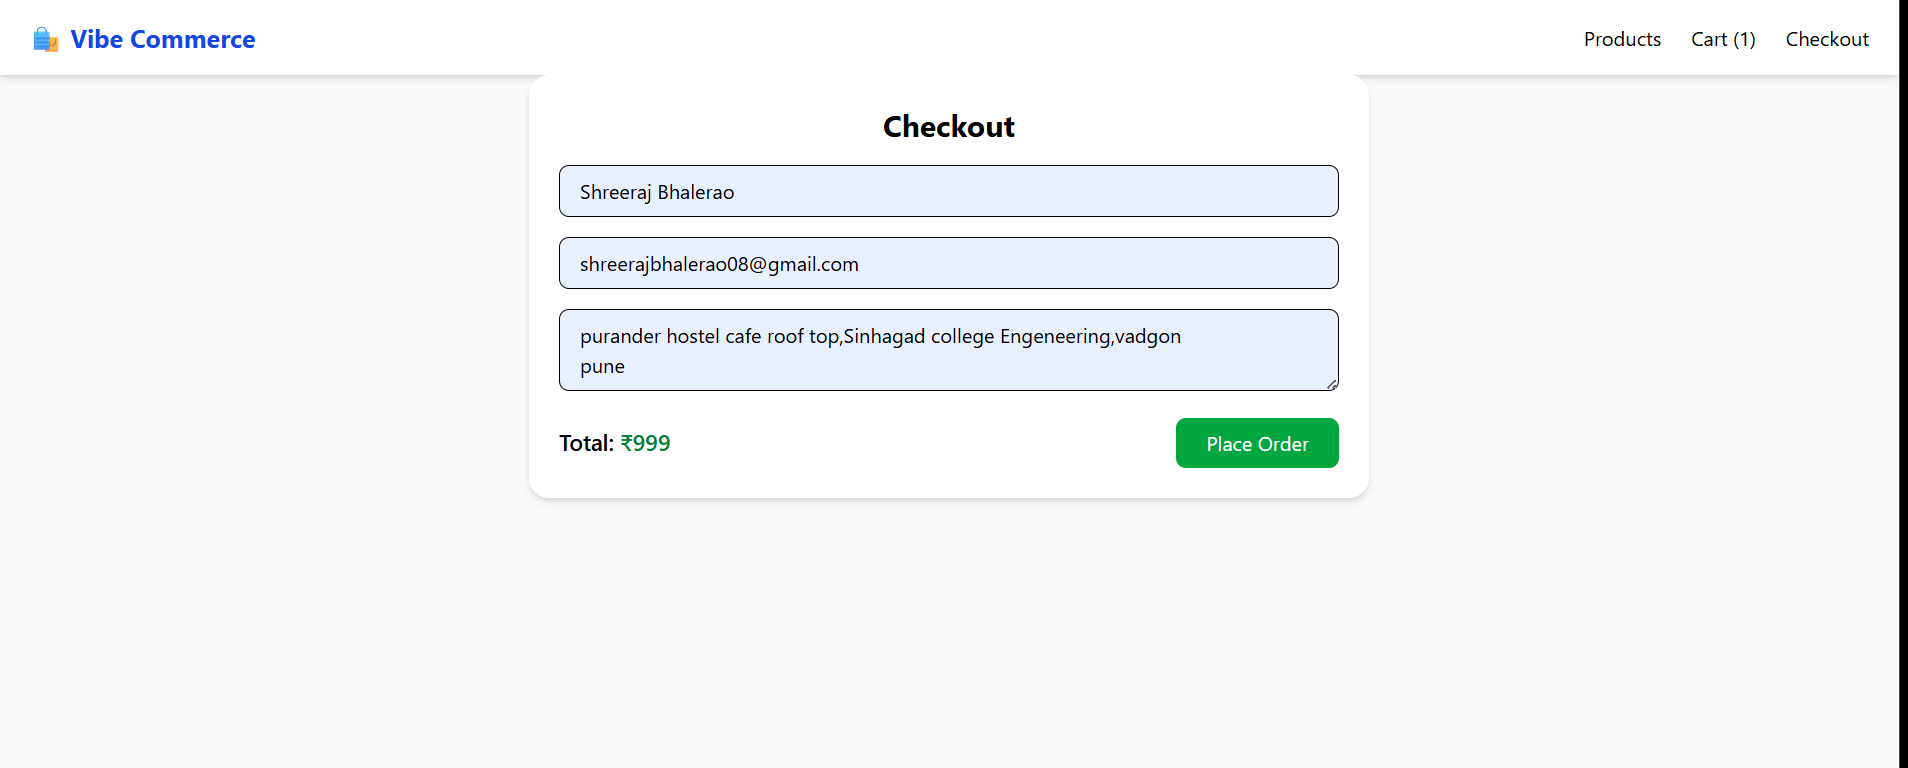 Vibe Commerce
Products
Cart (1)
Checkout
Checkout
Shreeraj Bhalerao
shreerajbhalerao08@gmail.com
purander hostel cafe roof top,Sinhagad college Engeneering,vadgon
pune
Total: ₹999
Place Order